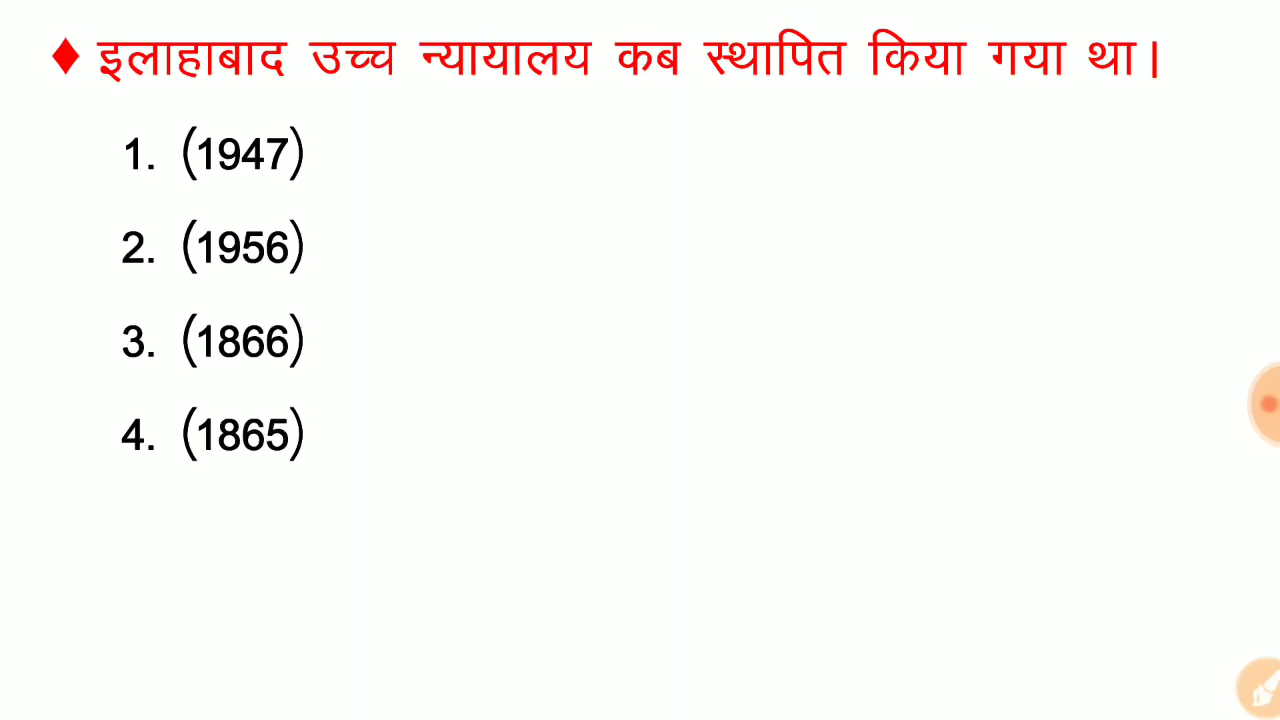 ♦ इलाहाबाद उच्च न्यायालय कब स्थापित किया गया था।
1. (1947)
2. (1956)
3. (1866)
4. (1865)